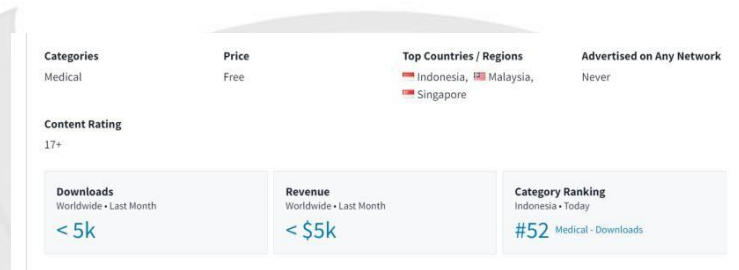 Categories
Medical
Price
Free
Top Countries / Regions
Indonesia, Malaysia,
Singapore
Advertised on Any Network
Never
Content Rating
17+
Downloads
Worldwide • Last Month
< 5k
Revenue
Worldwide • Last Month
< $5k
Category Ranking
Indonesia • Today
#52 Medical - Downloads